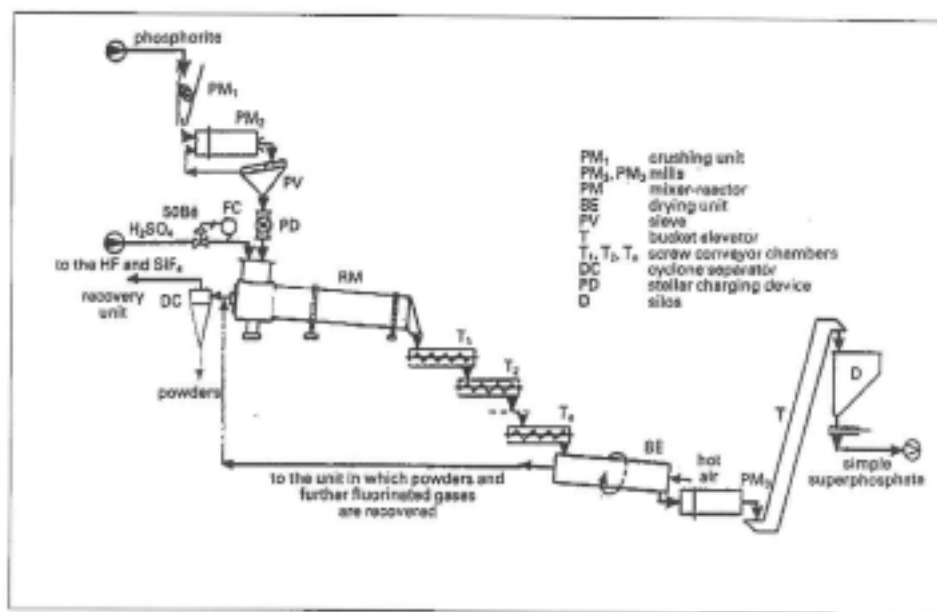 phosphorite
PM₁
PM₂
PV
50Bé
FC
PD
H₂SO₄
to the HF and SiF₄
recovery
unit
DC
RM
powders
T₁
T₂
Tₙ
BE
hot
air
PM₃
T
D
simple
superphosphate
to the unit in which powders and
further fluorinated gases
are recovered
PM₁ crushing unit
PM₂, PM₃ mills
PM mixer-reactor
BE drying unit
PV sieve
T bucket elevator
T₁, T₂, Tₙ screw conveyor chambers
DC cyclone separator
PD stellar charging device
D silos